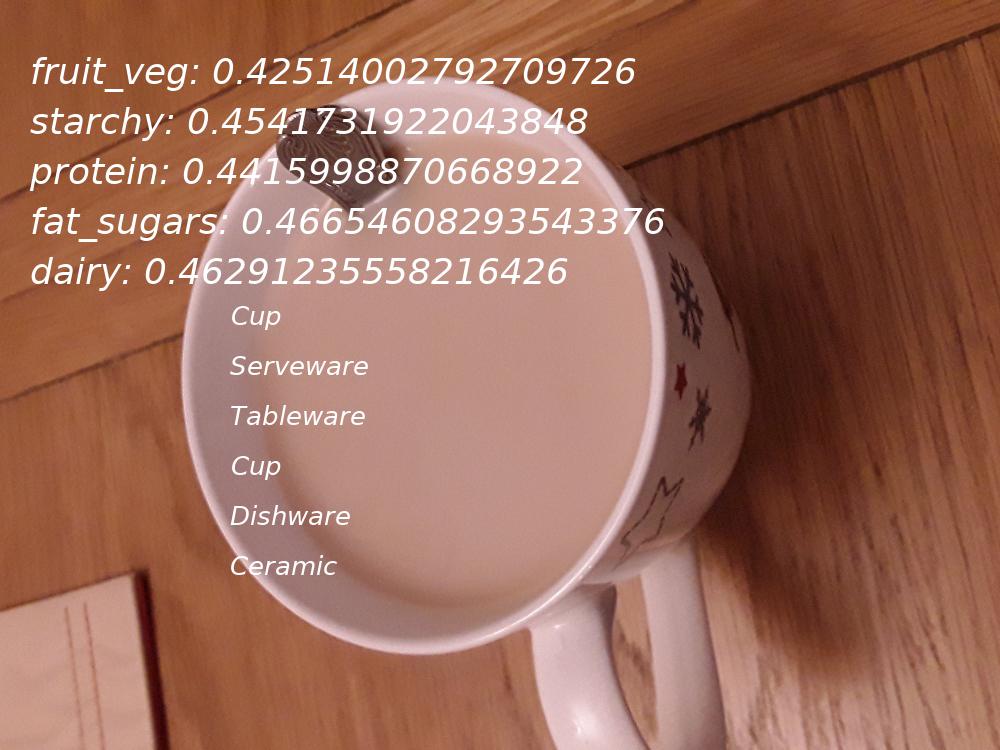 fruit_veg: 0.42514002792709726
starchy: 0.4541731922043848
protein: 0.4415998870668922
fat_sugars: 0.46654608293543376
dairy: 0.46291235558216426
Cup
Serveware
Tableware
Cup
Dishware
Ceramic